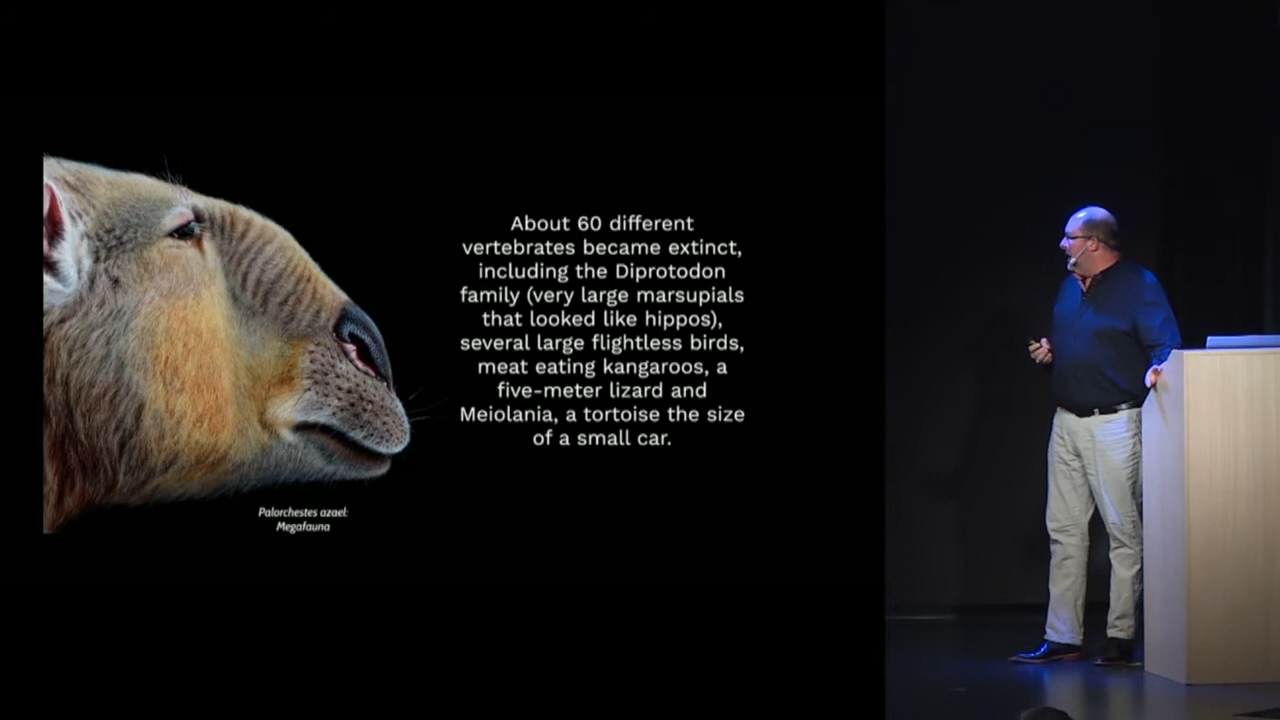 About 60 different
vertebrates became extinct,
including the Diprotodon
family (very large marsupials
that looked like hippos),
several large flightless birds,
meat eating kangaroos, a
five-meter lizard and
Meiolania, a tortoise the size
of a small car.
Palorchestes azael:
Megafauna